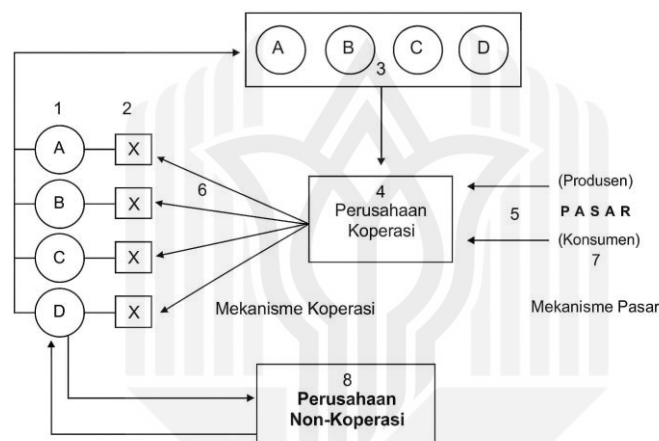 A B C D
3
1 2
A X
4
(Produsen)
6
Perusahaan
Koperasi
B X
5 P A S A R
(Konsumen)
7
C X
D X
Mekanisme Koperasi
Mekanisme Pasar
8
Perusahaan
Non-Koperasi